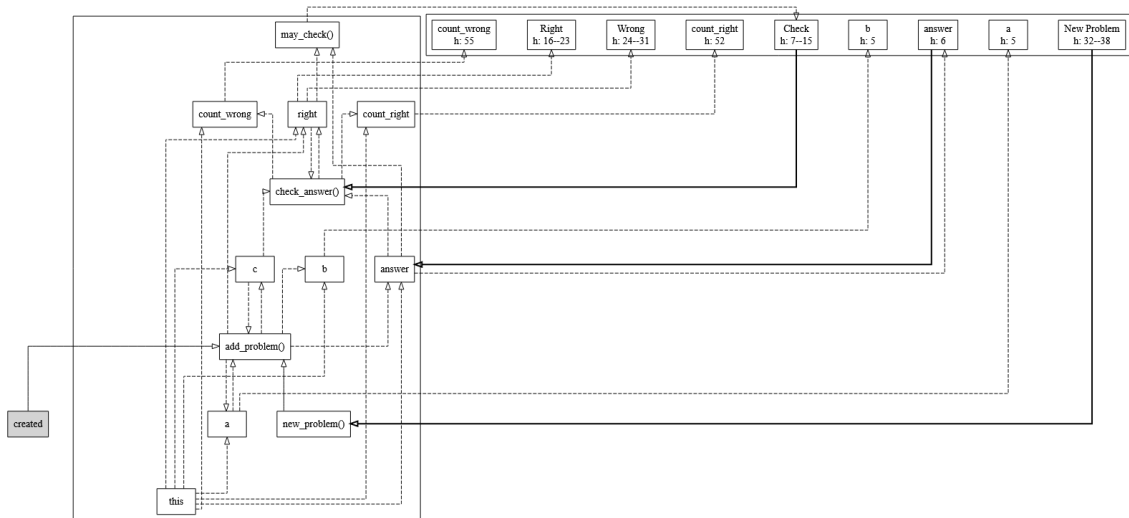 may_check()
count_wrong
h: 55
Right
h: 16--23
Wrong
h: 24--31
count_right
h: 52
Check
h: 7--15
b
h: 5
answer
h: 6
a
h: 5
New Problem
h: 32--38
count_wrong
right
count_right
check_answer()
c
b
answer
add_problem()
created
a
new_problem()
this